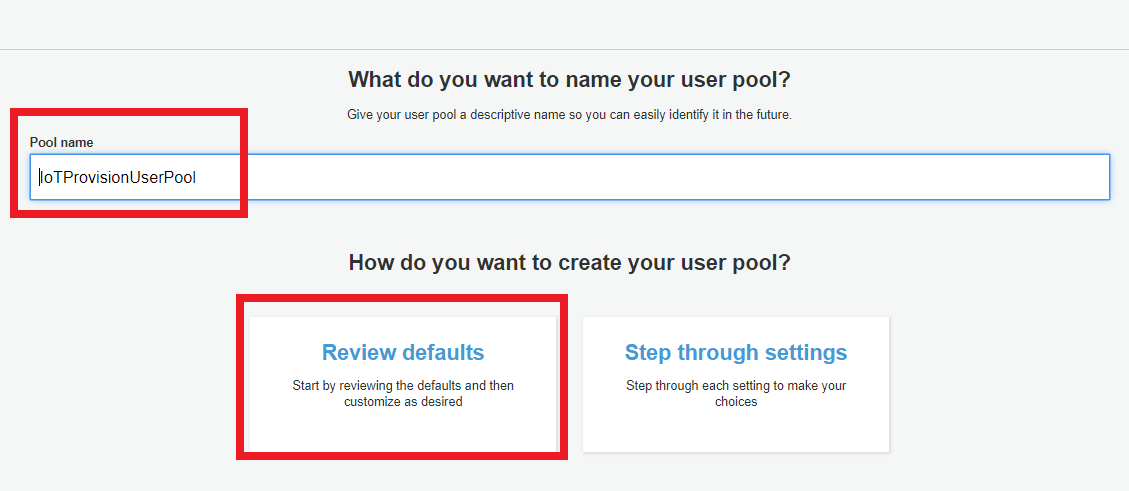 What do you want to name your user pool?
Give your user pool a descriptive name so you can easily identify it in the future.
Pool name
IoTProvisionUserPool
How do you want to create your user pool?
Review defaults
Start by reviewing the defaults and then
customize as desired
Step through settings
Step through each setting to make your
choices